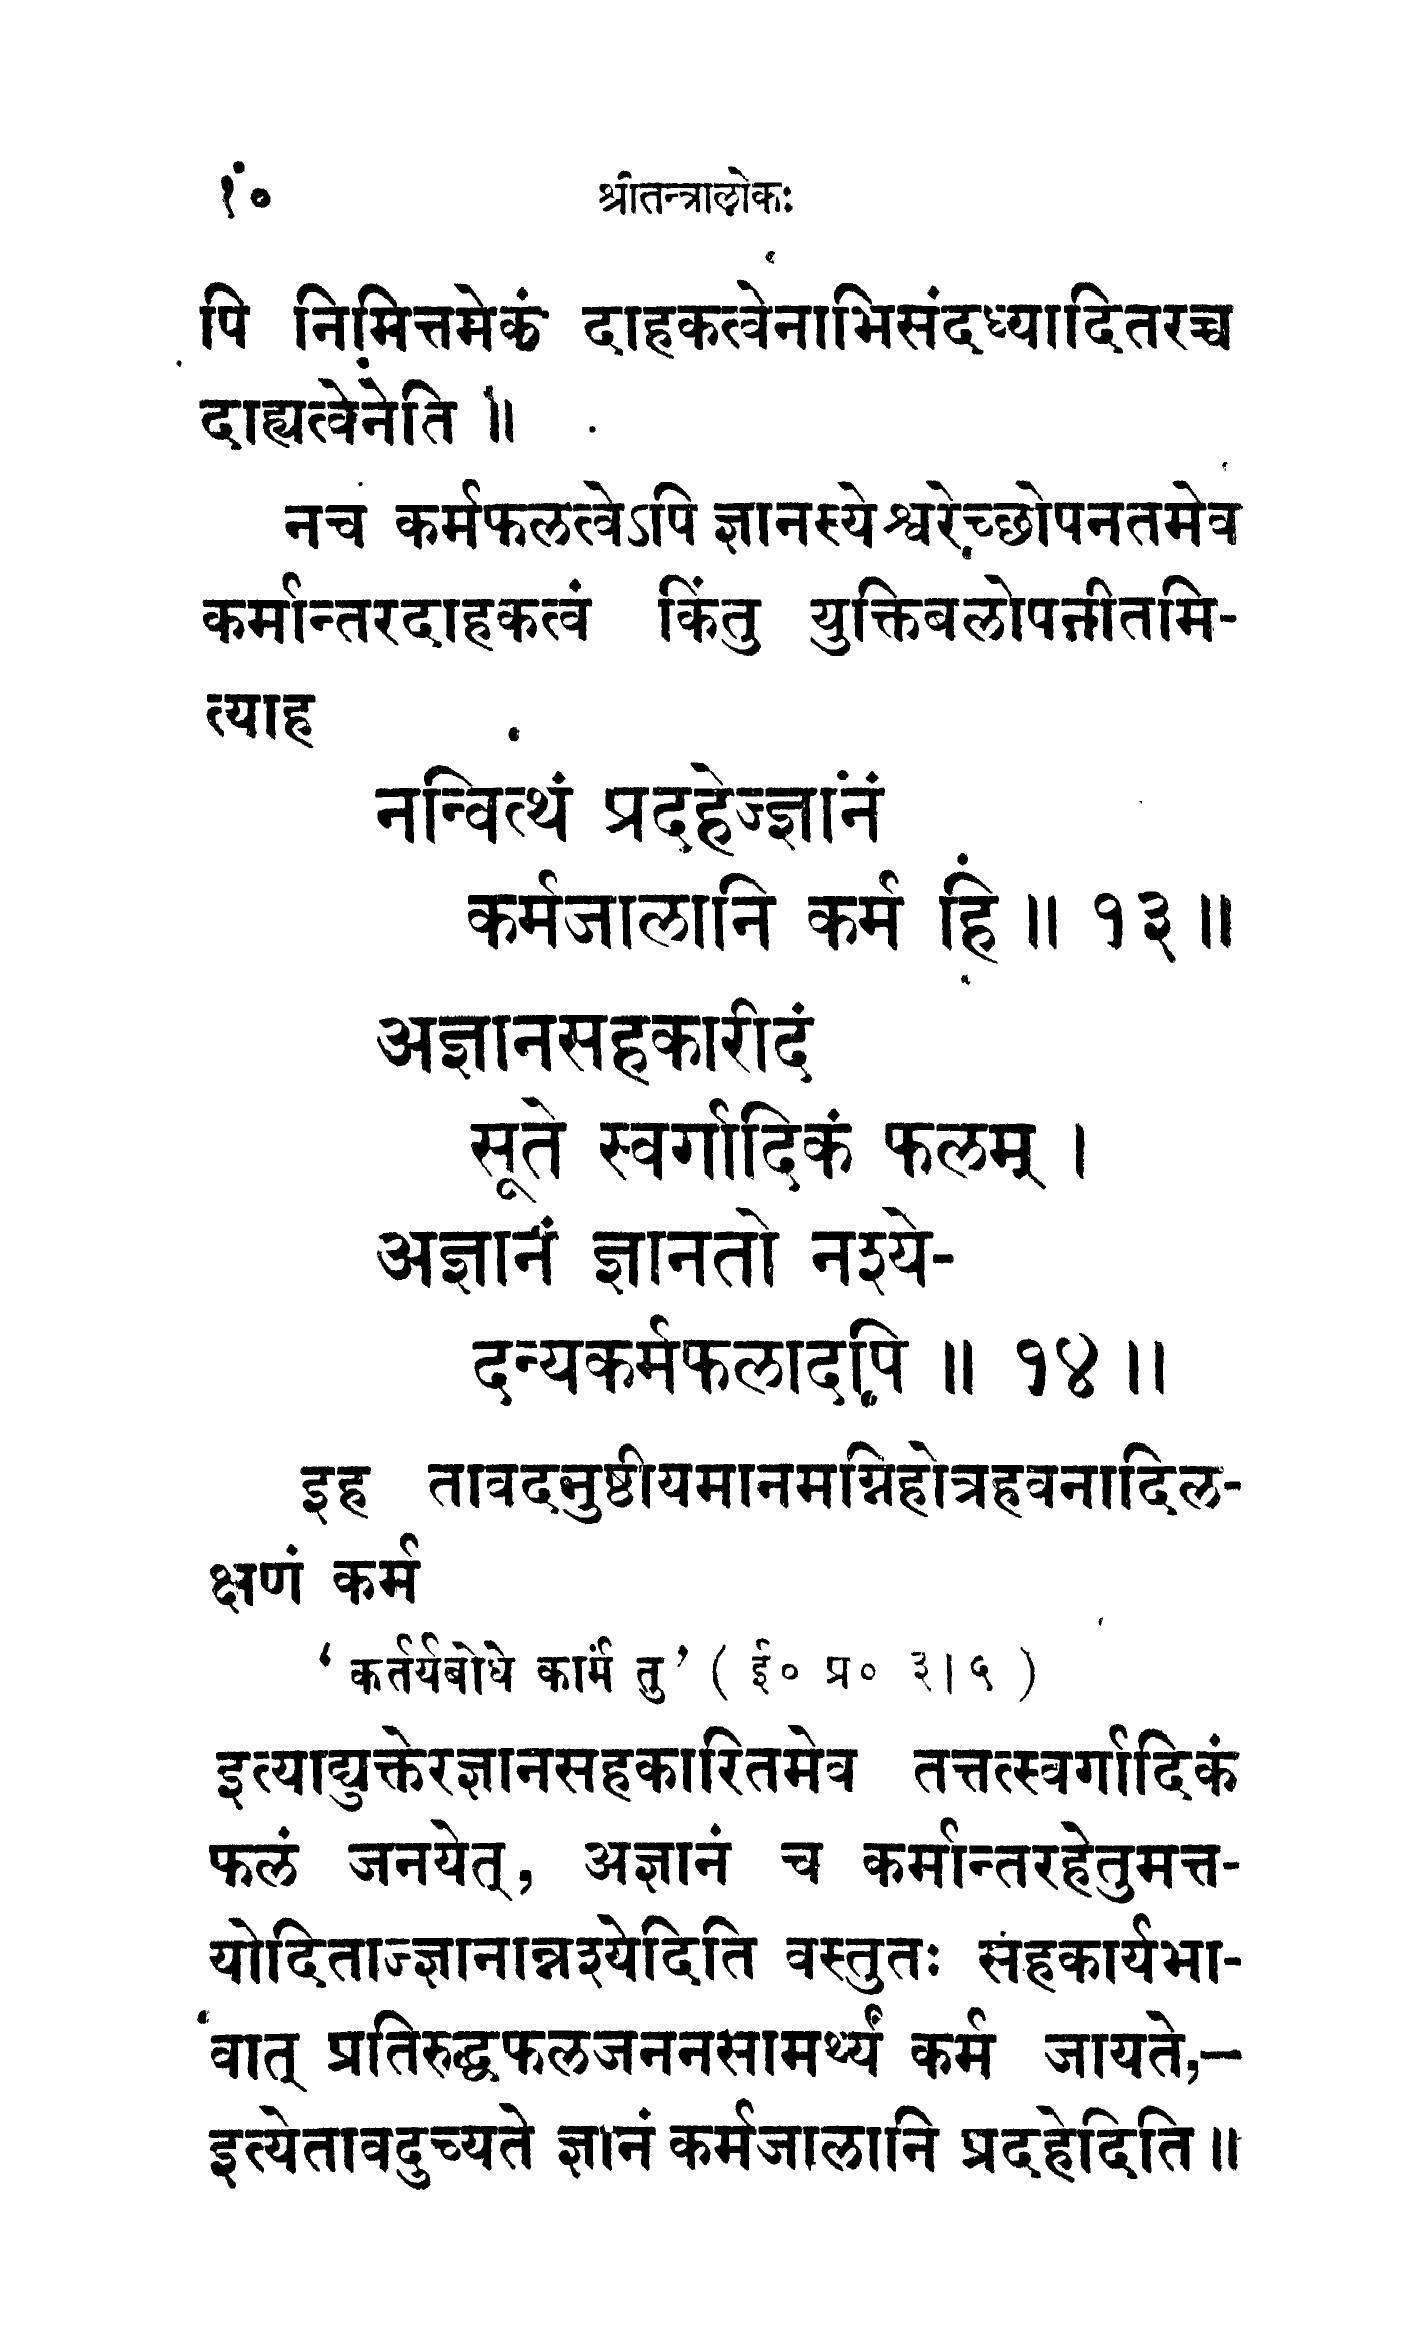 १० श्रीतन्त्रालोकः
पि निमित्तमेकं दाहकत्वेनाभिसंदध्यादितरच्च
दाह्यत्वेनेति ॥
नच कर्मफलत्वेऽपि ज्ञानस्येश्वरेच्छोपनतमेव
कर्मान्तरदाहकत्वं किंतु युक्तिबलोपनीतमि-
त्याह
नन्वित्थं प्रदहेज्ज्ञानं
कर्मजालानि कर्म हि ॥ १३ ॥
अज्ञानसहकारीदं
सूते स्वर्गादिकं फलम् ।
अज्ञानं ज्ञानतो नश्ये-
दन्यकर्मफलादपि ॥ १४ ॥
इह तावदनुष्ठीयमानमग्निहोत्रहवनादिल-
क्षणं कर्म
‘कर्तर्यबोधे कार्मं तु’ ( ई० प्र० ३।५ )
इत्याद्युक्तेरज्ञानसहकारितमेव तत्तत्स्वर्गादिकं
फलं जनयेत्, अज्ञानं च कर्मान्तरहेतुमत्त-
योदिताज्ज्ञानान्नश्येदिति वस्तुतः सहकार्यभा-
वात् प्रतिरुद्धफलजननसामर्थ्यं कर्म जायते,—
इत्येतावदुच्यते ज्ञानं कर्मजालानि प्रदहेदिति ॥